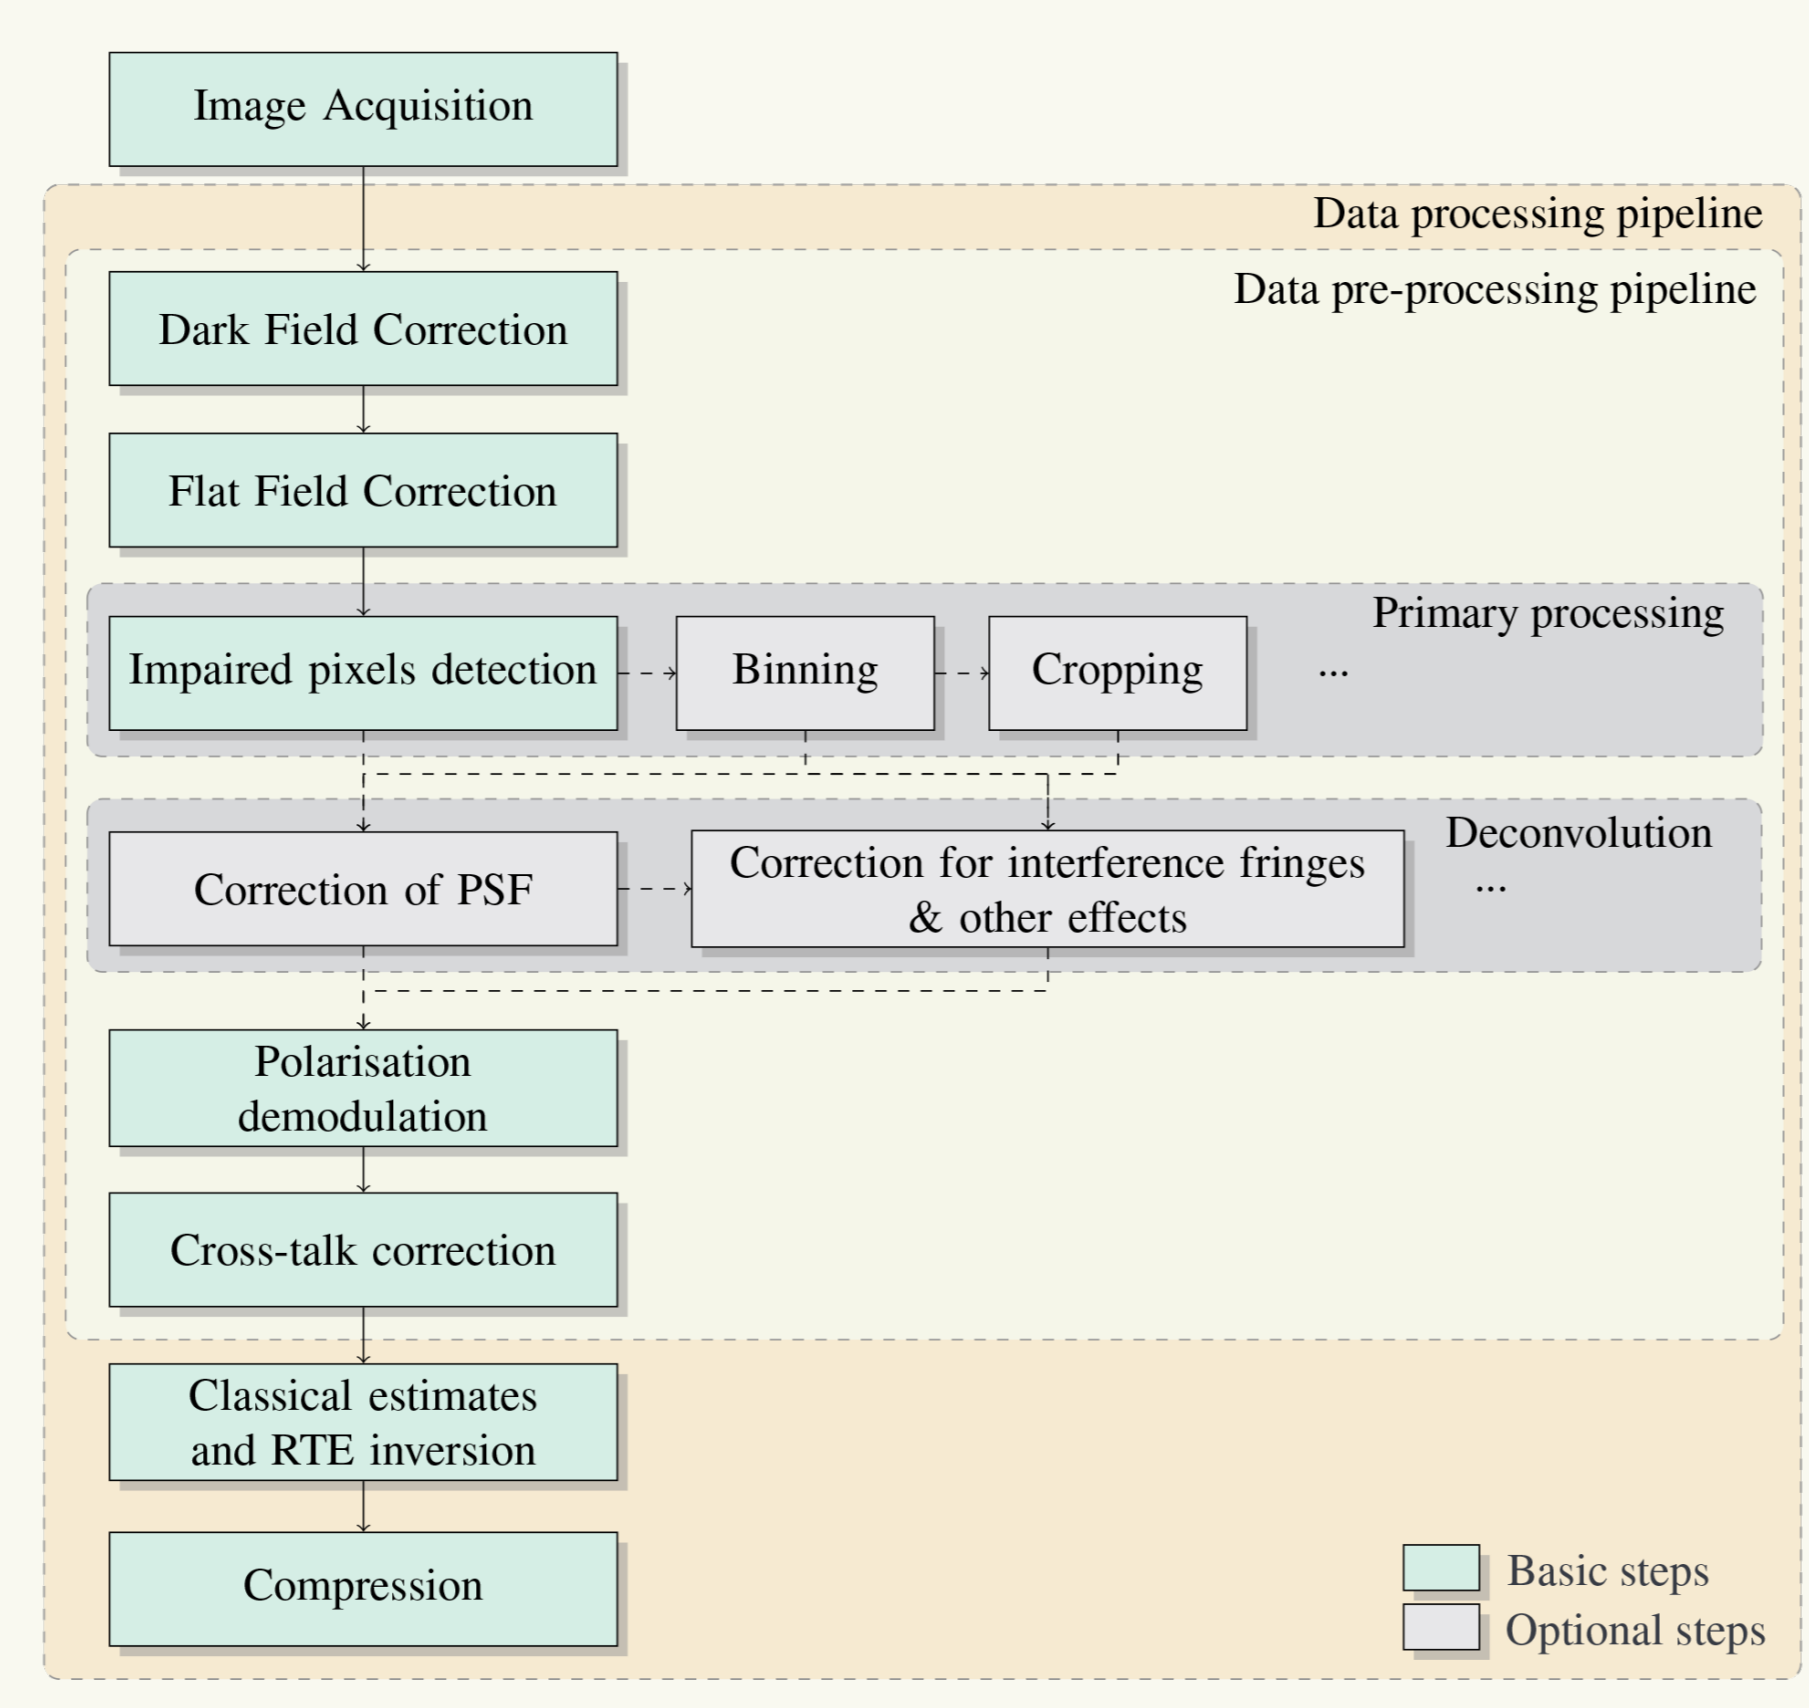 Image Acquisition
Data processing pipeline
Data pre-processing pipeline
Dark Field Correction
Flat Field Correction
Primary processing
Impaired pixels detection
Binning
Cropping
...
Deconvolution
Correction of PSF
Correction for interference fringes
& other effects
...
Polarisation
demodulation
Cross-talk correction
Classical estimates
and RTE inversion
Compression
Basic steps
Optional steps